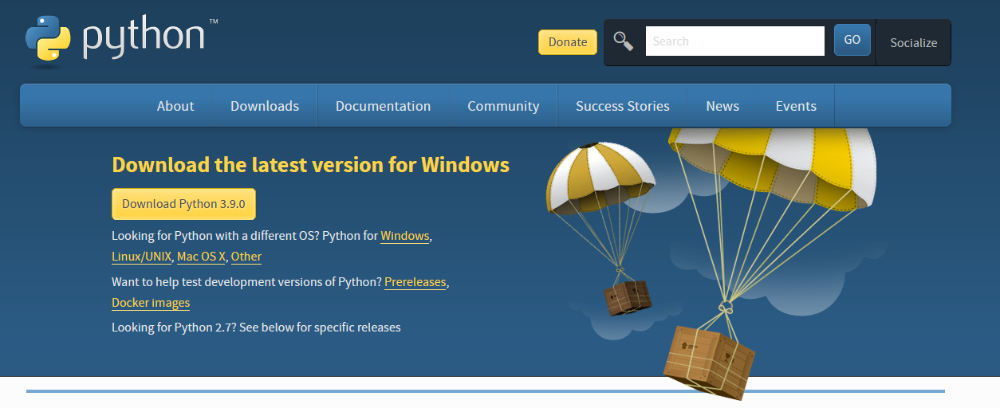 python™
Donate
Search
GO
Socialize
About Downloads Documentation Community Success Stories News Events
Download the latest version for Windows
Download Python 3.9.0
Looking for Python with a different OS? Python for Windows,
Linux/UNIX, Mac OS X, Other
Want to help test development versions of Python? Prereleases,
Docker images
Looking for Python 2.7? See below for specific releases